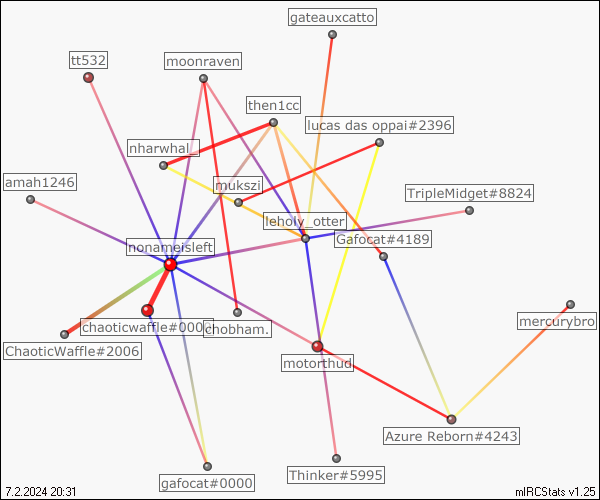 gateauxcatto
tt532
moonraven
then1cc
lucas das oppai#2396
nharwhal_
amah1246
mukszi
TripleMidget#8824
leholy_otter
Gafocat#4189
nonameisleft
chaoticwaffle#000
chobham.
mercurybro
ChaoticWaffle#2006
motorthud
Azure Reborn#4243
Thinker#5995
gafocat#0000
7.2.2024 20:31
mIRCStats v1.25